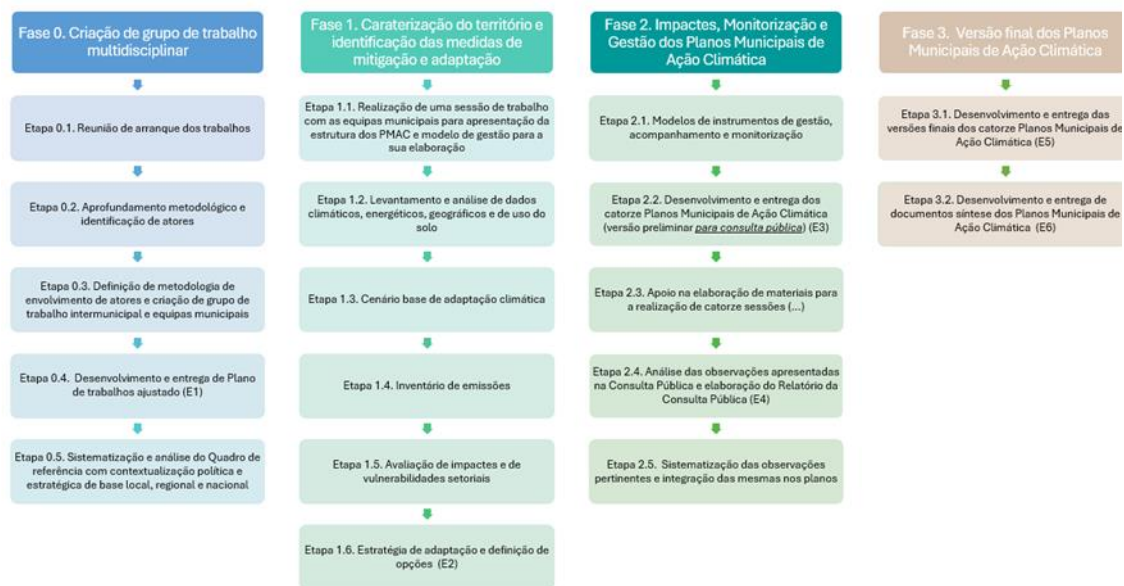 Fase 0. Criação de grupo de trabalho
multidisciplinar
Etapa 0.1. Reunião de arranque dos trabalhos
Etapa 0.2. Aprofundamento metodológico e
identificação de atores
Etapa 0.3. Definição de metodologia de
envolvimento de atores e criação de grupo de
trabalho intermunicipal e equipas municipais
Etapa 0.4. Desenvolvimento e entrega de Plano
de trabalhos ajustado (E1)
Etapa 0.5. Sistematização e análise do Quadro de
referência com contextualização política e
estratégica de base local, regional e nacional
Fase 1. Caraterização do território e
identificação das medidas de
mitigação e adaptação
Etapa 1.1. Realização de uma sessão de trabalho
com as equipas municipais para apresentação da
estrutura dos PMAC e modelo de gestão para a
sua elaboração
Etapa 1.2. Levantamento e análise de dados
climáticos, energéticos, geográficos e de uso do
solo
Etapa 1.3. Cenário base de adaptação climática
Etapa 1.4. Inventário de emissões
Etapa 1.5. Avaliação de impactes e de
vulnerabilidades setoriais
Etapa 1.6. Estratégia de adaptação e definição de
opções (E2)
Fase 2. Impactes, Monitorização e
Gestão dos Planos Municipais de
Ação Climática
Etapa 2.1. Modelos de instrumentos de gestão,
acompanhamento e monitorização
Etapa 2.2. Desenvolvimento e entrega dos
catorze Planos Municipais de Ação Climática
(versão preliminar para consulta pública) (E3)
Etapa 2.3. Apoio na elaboração de materiais para
a realização de catorze sessões (...)
Etapa 2.4. Análise das observações apresentadas
na Consulta Pública e elaboração do Relatório da
Consulta Pública (E4)
Etapa 2.5. Sistematização das observações
pertinentes e integração das mesmas nos planos
Fase 3. Versão final dos Planos
Municipais de Ação Climática
Etapa 3.1. Desenvolvimento e entrega das
versões finais dos catorze Planos Municipais de
Ação Climática (E5)
Etapa 3.2. Desenvolvimento e entrega de
documentos síntese dos Planos Municipais de
Ação Climática (E6)